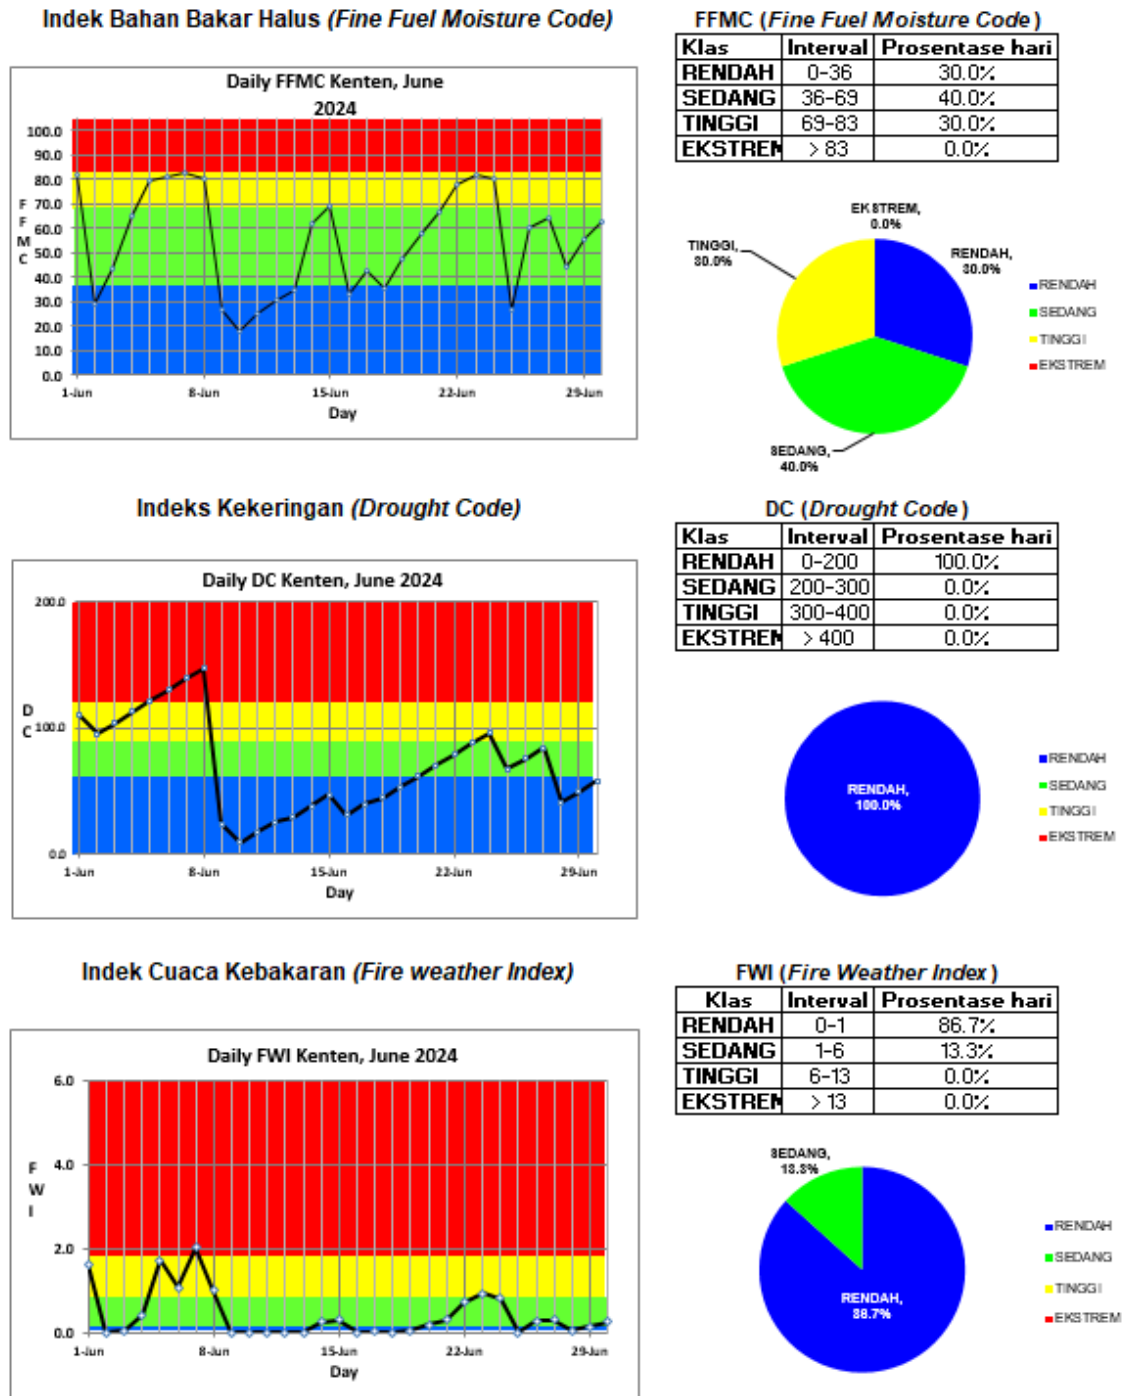 Indek Bahan Bakar Halus (Fine Fuel Moisture Code)
Daily FFMC Kenten, June
2024
100.0
90.0
80.0
70.0
60.0
50.0
40.0
30.0
20.0
10.0
0.0
F
F
M
C
1-Jun 8-Jun 15-Jun 22-Jun 29-Jun
Day
FFMC (Fine Fuel Moisture Code)
Klas Interval Prosentase hari
RENDAH 0-36 30.0%
SEDANG 36-69 40.0%
TINGGI 69-83 30.0%
EKSTREM > 83 0.0%
EKSTREM,
0.0%
TINGGI,
30.0%
RENDAH,
30.0%
SEDANG,
40.0%
RENDAH
SEDANG
TINGGI
EKSTREM
Indeks Kekeringan (Drought Code)
Daily DC Kenten, June 2024
200.0
100.0
0.0
D
C
1-Jun 8-Jun 15-Jun 22-Jun 29-Jun
Day
DC (Drought Code)
Klas Interval Prosentase hari
RENDAH 0-200 100.0%
SEDANG 200-300 0.0%
TINGGI 300-400 0.0%
EKSTREM > 400 0.0%
RENDAH,
100.0%
RENDAH
SEDANG
TINGGI
EKSTREM
Indek Cuaca Kebakaran (Fire weather Index)
Daily FWI Kenten, June 2024
6.0
4.0
2.0
0.0
F
W
I
1-Jun 8-Jun 15-Jun 22-Jun 29-Jun
Day
FWI (Fire Weather Index)
Klas Interval Prosentase hari
RENDAH 0-1 86.7%
SEDANG 1-6 13.3%
TINGGI 6-13 0.0%
EKSTREM > 13 0.0%
SEDANG,
13.3%
RENDAH,
86.7%
RENDAH
SEDANG
TINGGI
EKSTREM